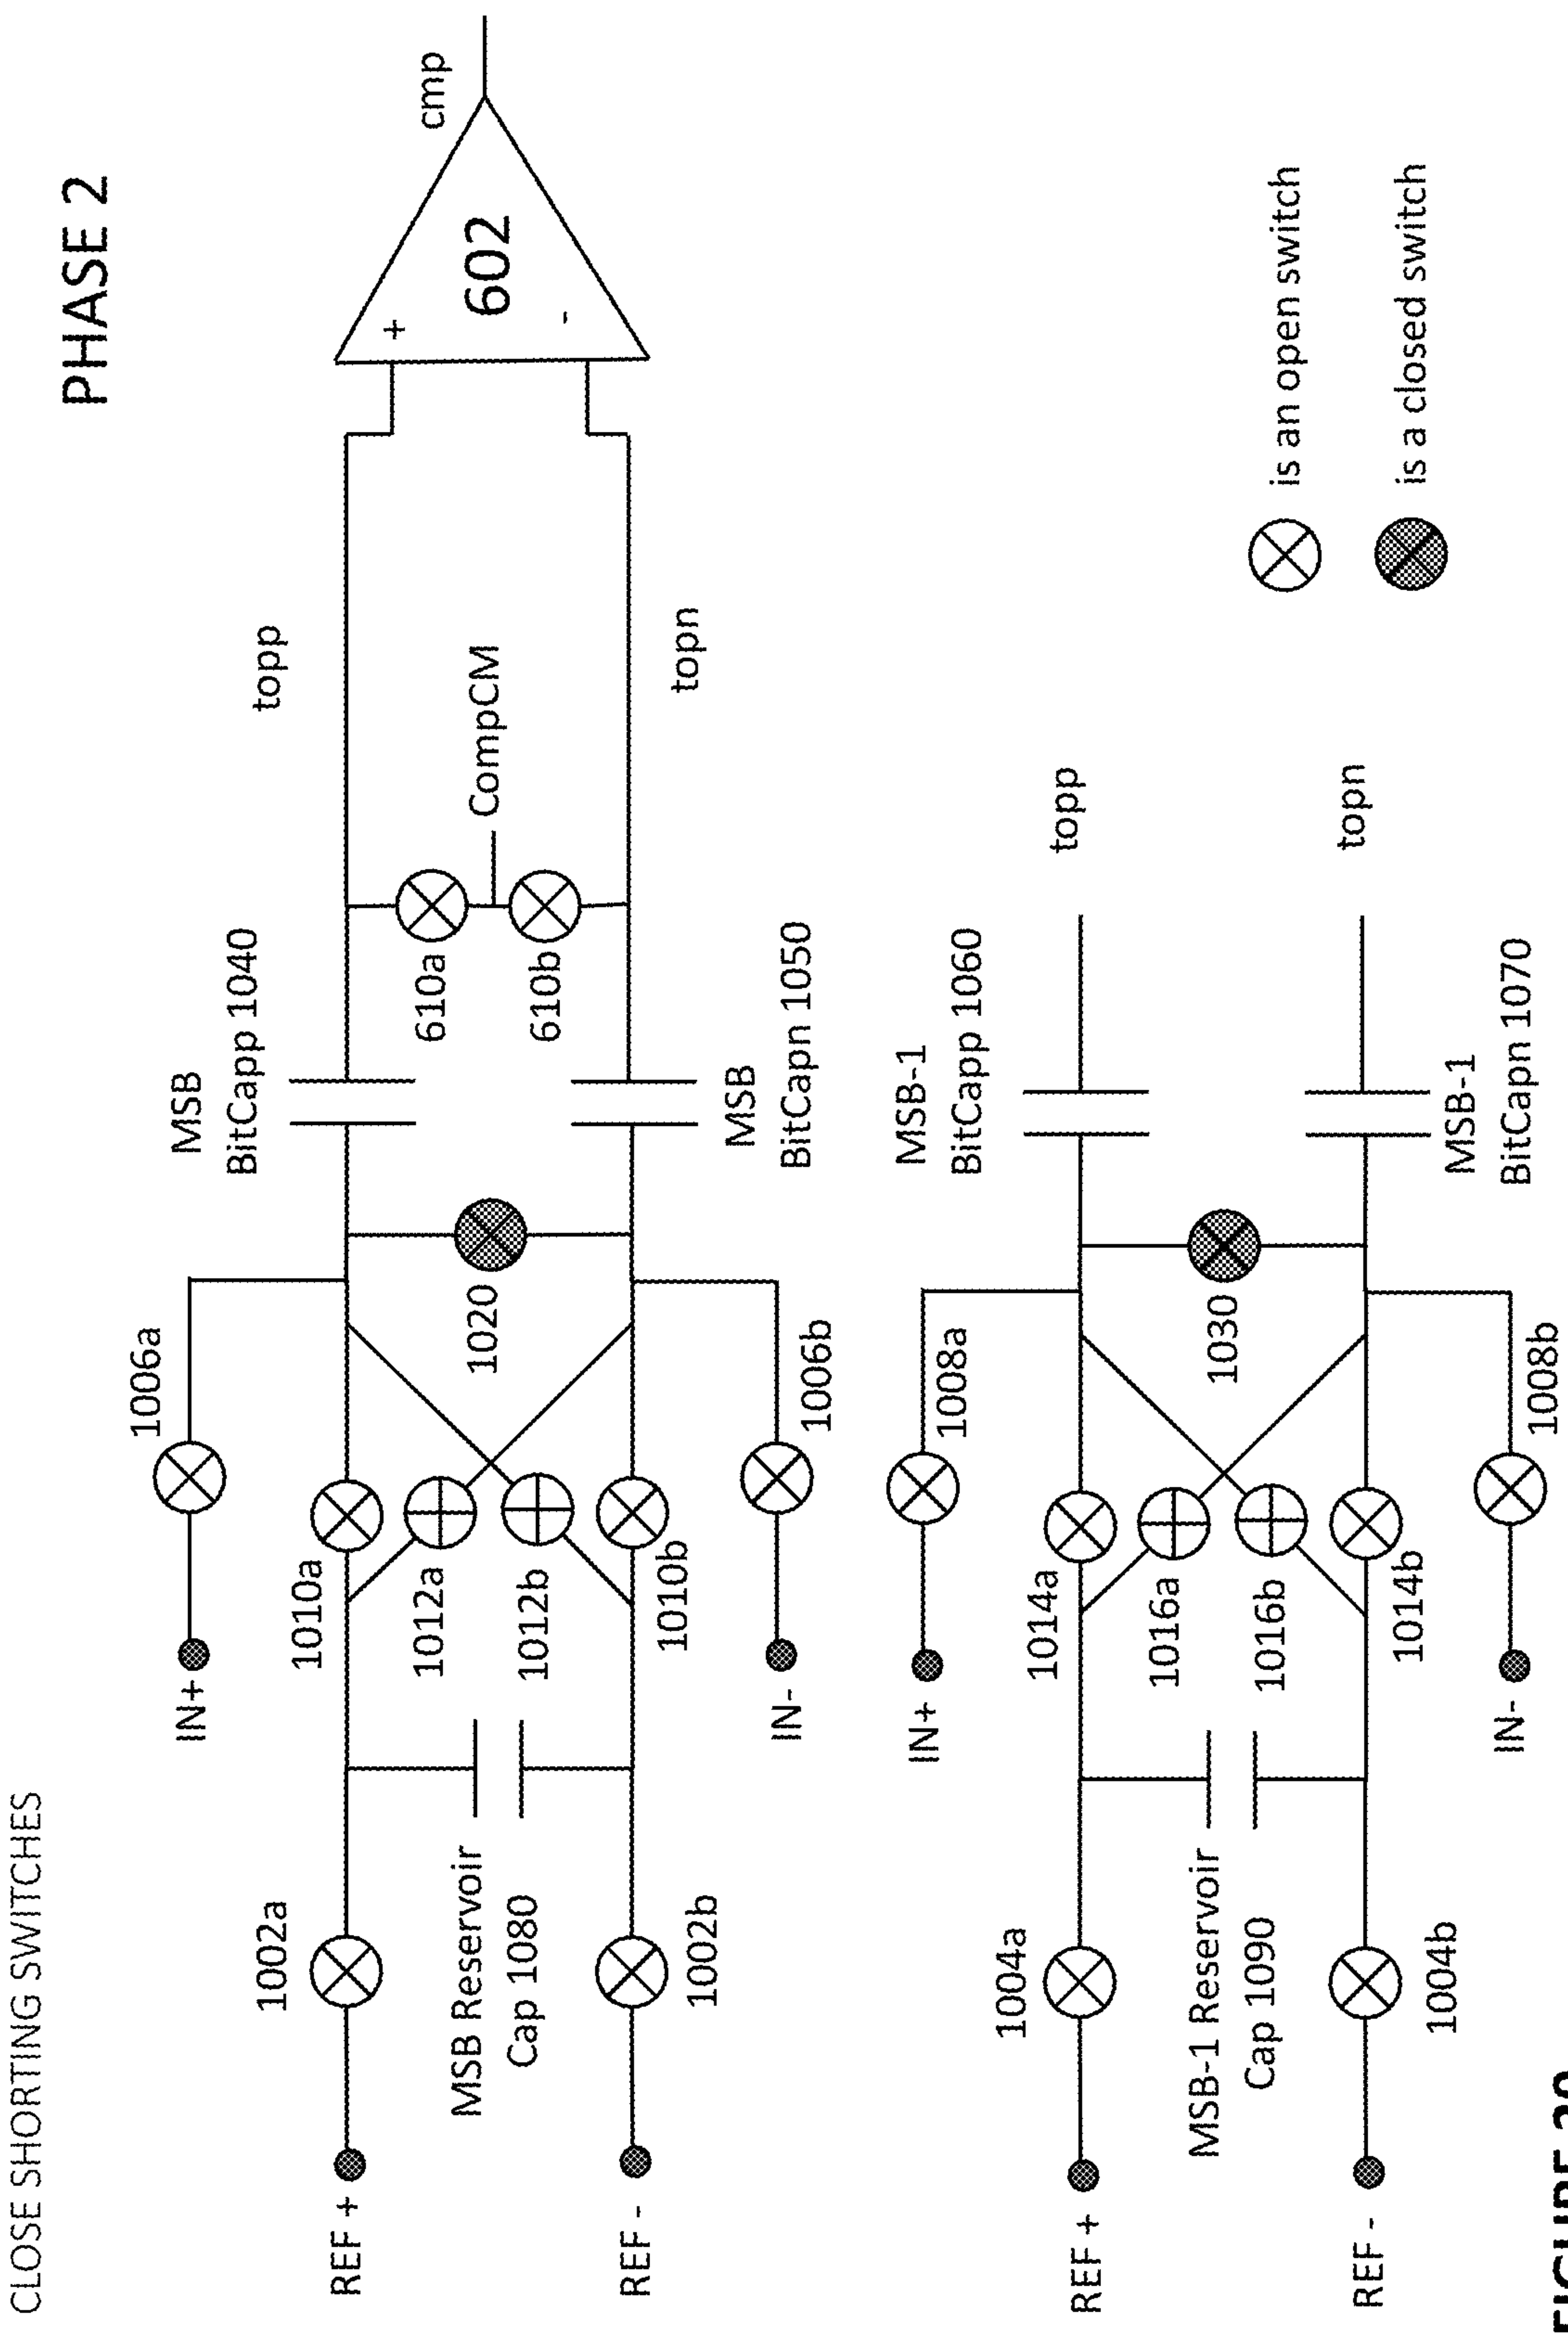 CLOSE SHORTING SWITCHES
PHASE 2
IN+
1006a
MSB
BitCapp 1040
topp
cmp
REF +
1002a
1010a
610a
+
MSB Reservoir
Cap 1080
1012a
1020
CompCM
602
1012b
610b
-
REF -
1002b
1010b
topn
IN-
1006b
MSB
BitCapn 1050
IN+
1008a
MSB-1
BitCapp 1060
REF +
1004a
1014a
topp
MSB-1 Reservoir
Cap 1090
1016a
1030
1016b
is an open switch
REF -
1004b
1014b
topn
is a closed switch
IN-
1008b
MSB-1
BitCapn 1070
FIGURE